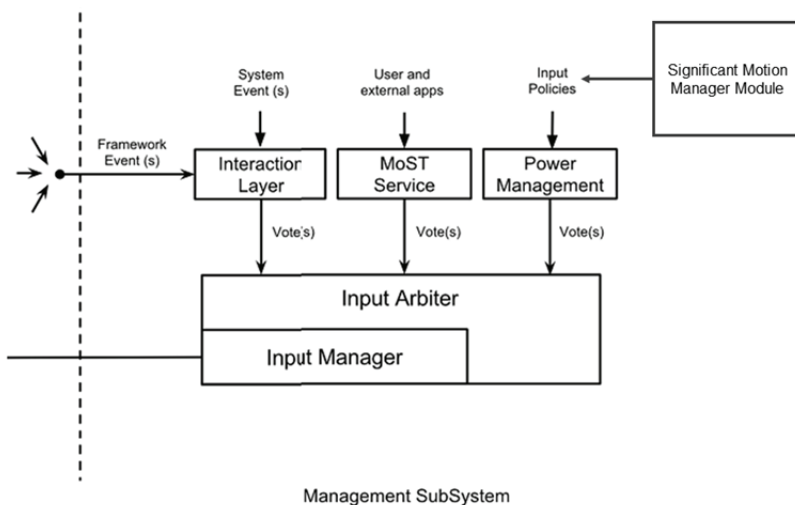 System
Event (s)
User and
external apps
Input
Policies
Significant Motion
Manager Module
Framework
Event (s)
Interaction
Layer
MoST
Service
Power
Management
Vote(s)
Vote(s)
Vote(s)
Input Arbiter
Input Manager
Management SubSystem